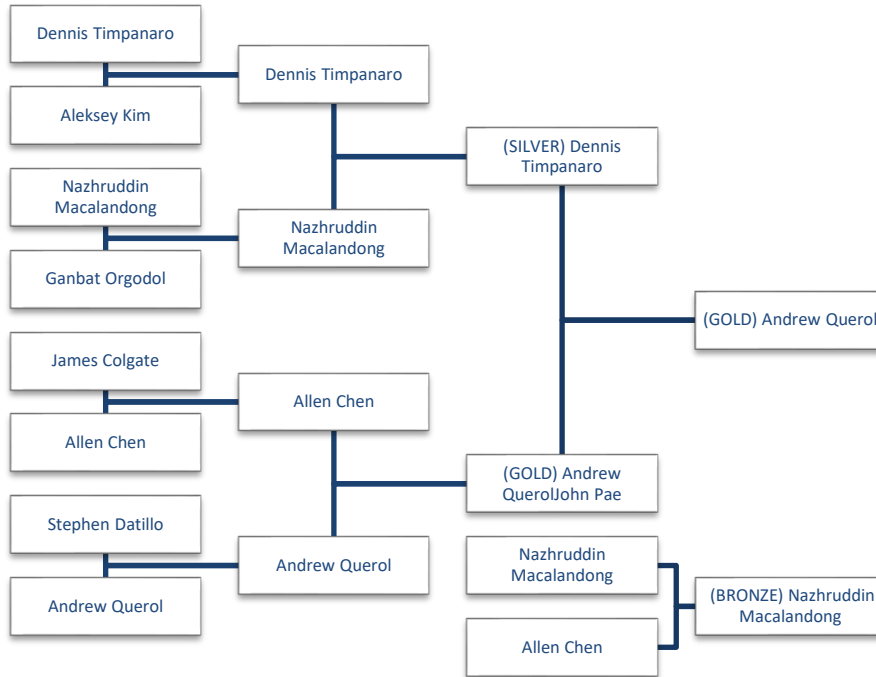 Dennis Timpanaro
Aleksey Kim
Nazhruddin
Macalandong
Ganbat Orgodol
James Colgate
Allen Chen
Stephen Datillo
Andrew Querol
Dennis Timpanaro
Nazhruddin
Macalandong
Allen Chen
Andrew Querol
(SILVER) Dennis
Timpanaro
(GOLD) Andrew
QuerolJohn Pae
(GOLD) Andrew Querol
Nazhruddin
Macalandong
Allen Chen
(BRONZE) Nazhruddin
Macalandong